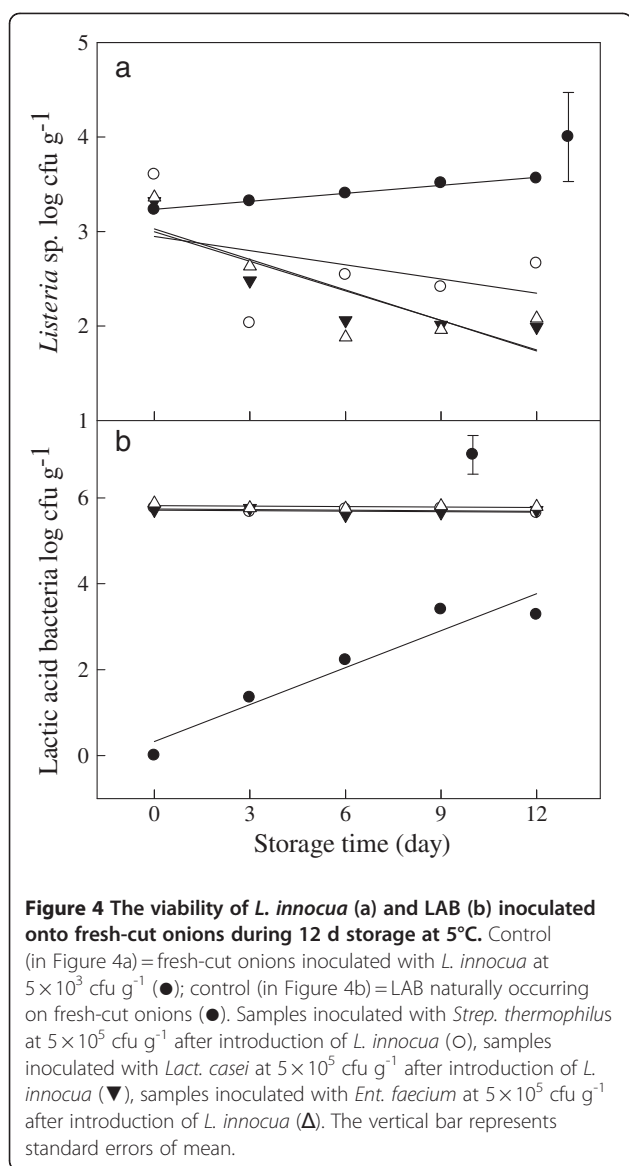 a
5
4
3
2
1
Listeria sp. log cfu g-1
b
6
4
2
0
Lactic acid bacteria log cfu g-1
0 3 6 9 12
Storage time (day)
Figure 4 The viability of L. innocua (a) and LAB (b) inoculated
onto fresh-cut onions during 12 d storage at 5°C. Control
(in Figure 4a) = fresh-cut onions inoculated with L. innocua at
5 × 10³ cfu g⁻¹ (●); control (in Figure 4b) = LAB naturally occurring
on fresh-cut onions (●). Samples inoculated with Strep. thermophilus
at 5 × 10⁵ cfu g⁻¹ after introduction of L. innocua (○), samples
inoculated with Lact. casei at 5 × 10⁵ cfu g⁻¹ after introduction of L.
innocua (▼), samples inoculated with Ent. faecium at 5 × 10⁵ cfu g⁻¹
after introduction of L. innocua (Δ). The vertical bar represents
standard errors of mean.